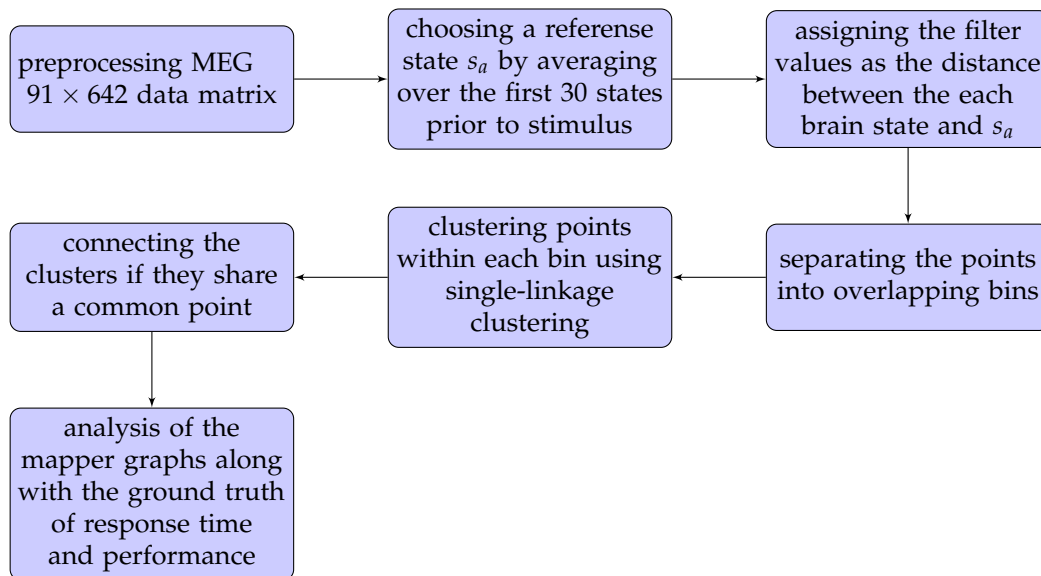 preprocessing MEG
91 × 642 data matrix
choosing a referense
state s_a by averaging
over the first 30 states
prior to stimulus
assigning the filter
values as the distance
between the each
brain state and s_a
separating the points
into overlapping bins
clustering points
within each bin using
single-linkage
clustering
connecting the
clusters if they share
a common point
analysis of the
mapper graphs along
with the ground truth
of response time
and performance